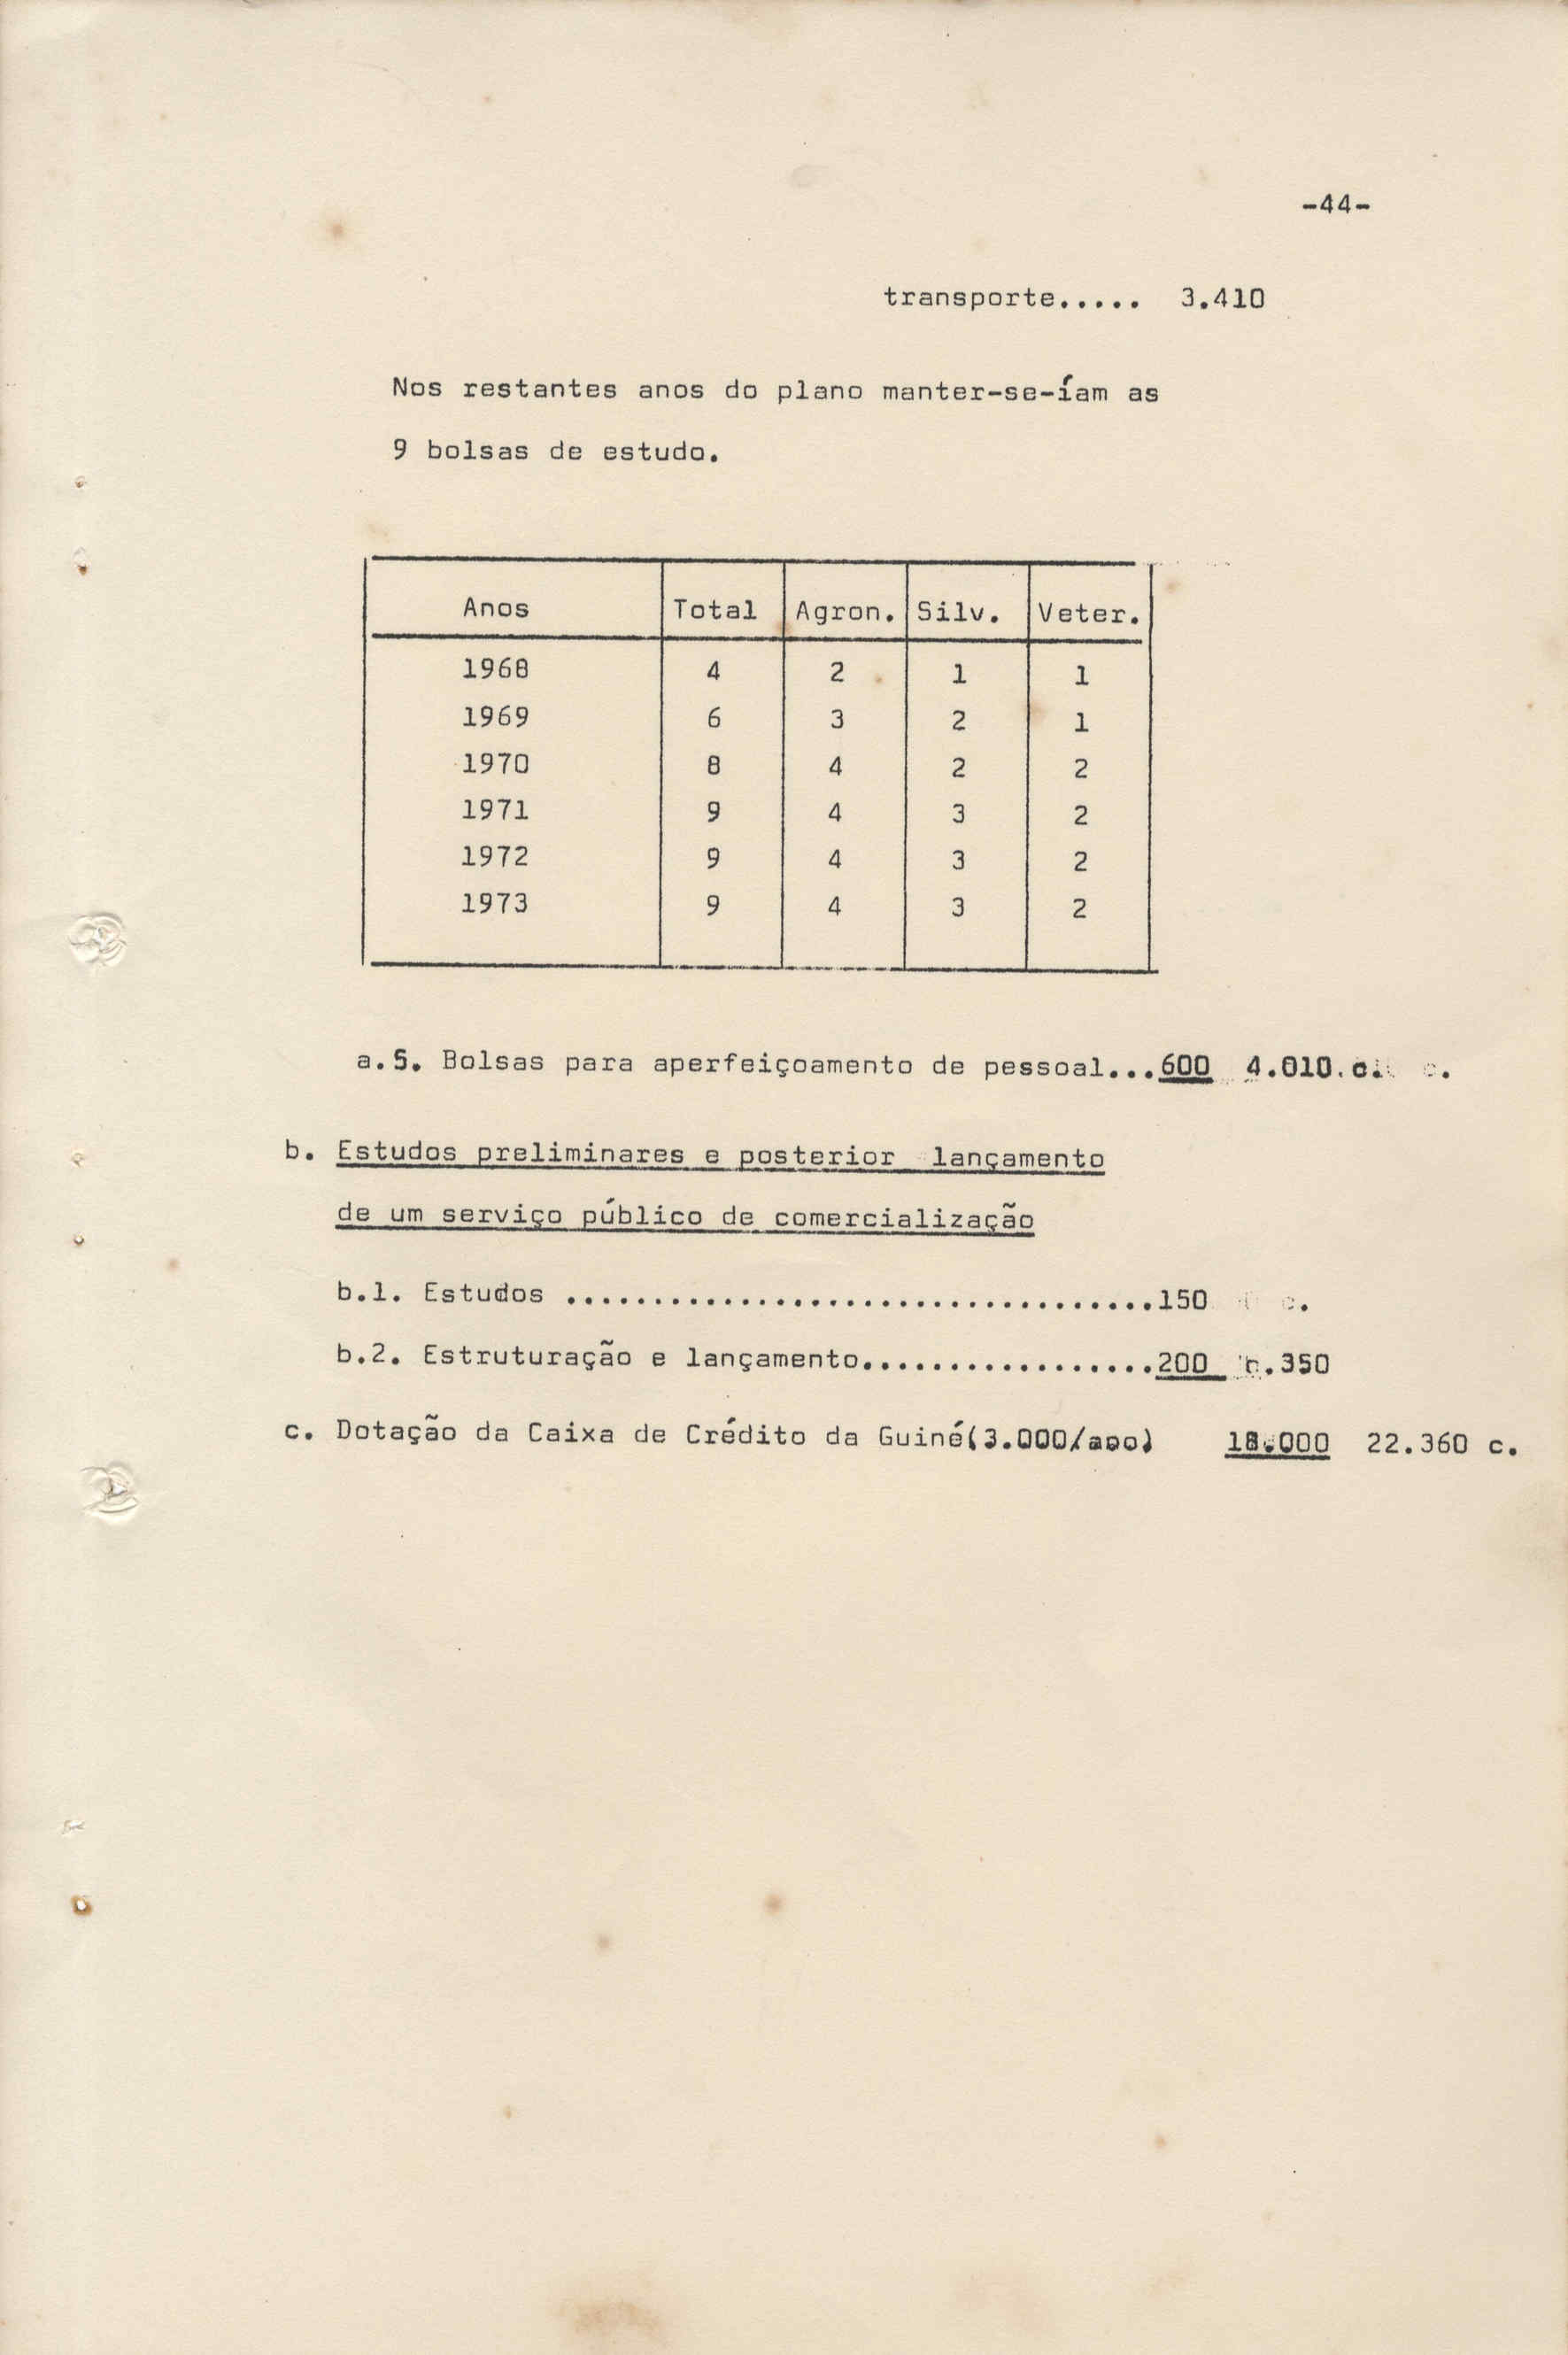 -44-
transporte..... 3.410
Nos restantes anos do plano manter-se-íam as
9 bolsas de estudo.
Anos Total Agron. Silv. Veter.
1968 4 2 1 1
1969 6 3 2 1
1970 8 4 2 2
1971 9 4 3 2
1972 9 4 3 2
1973 9 4 3 2
a.5. Bolsas para aperfeiçoamento de pessoal...600 4.010.c. c.
b. Estudos preliminares e posterior lançamento
de um serviço público de comercialização
b.1. Estudos ..................................150 c.
b.2. Estruturação e lançamento.................200 .350
c. Dotação da Caixa de Crédito da Guiné(3.000/ano) 18.000 22.360 c.